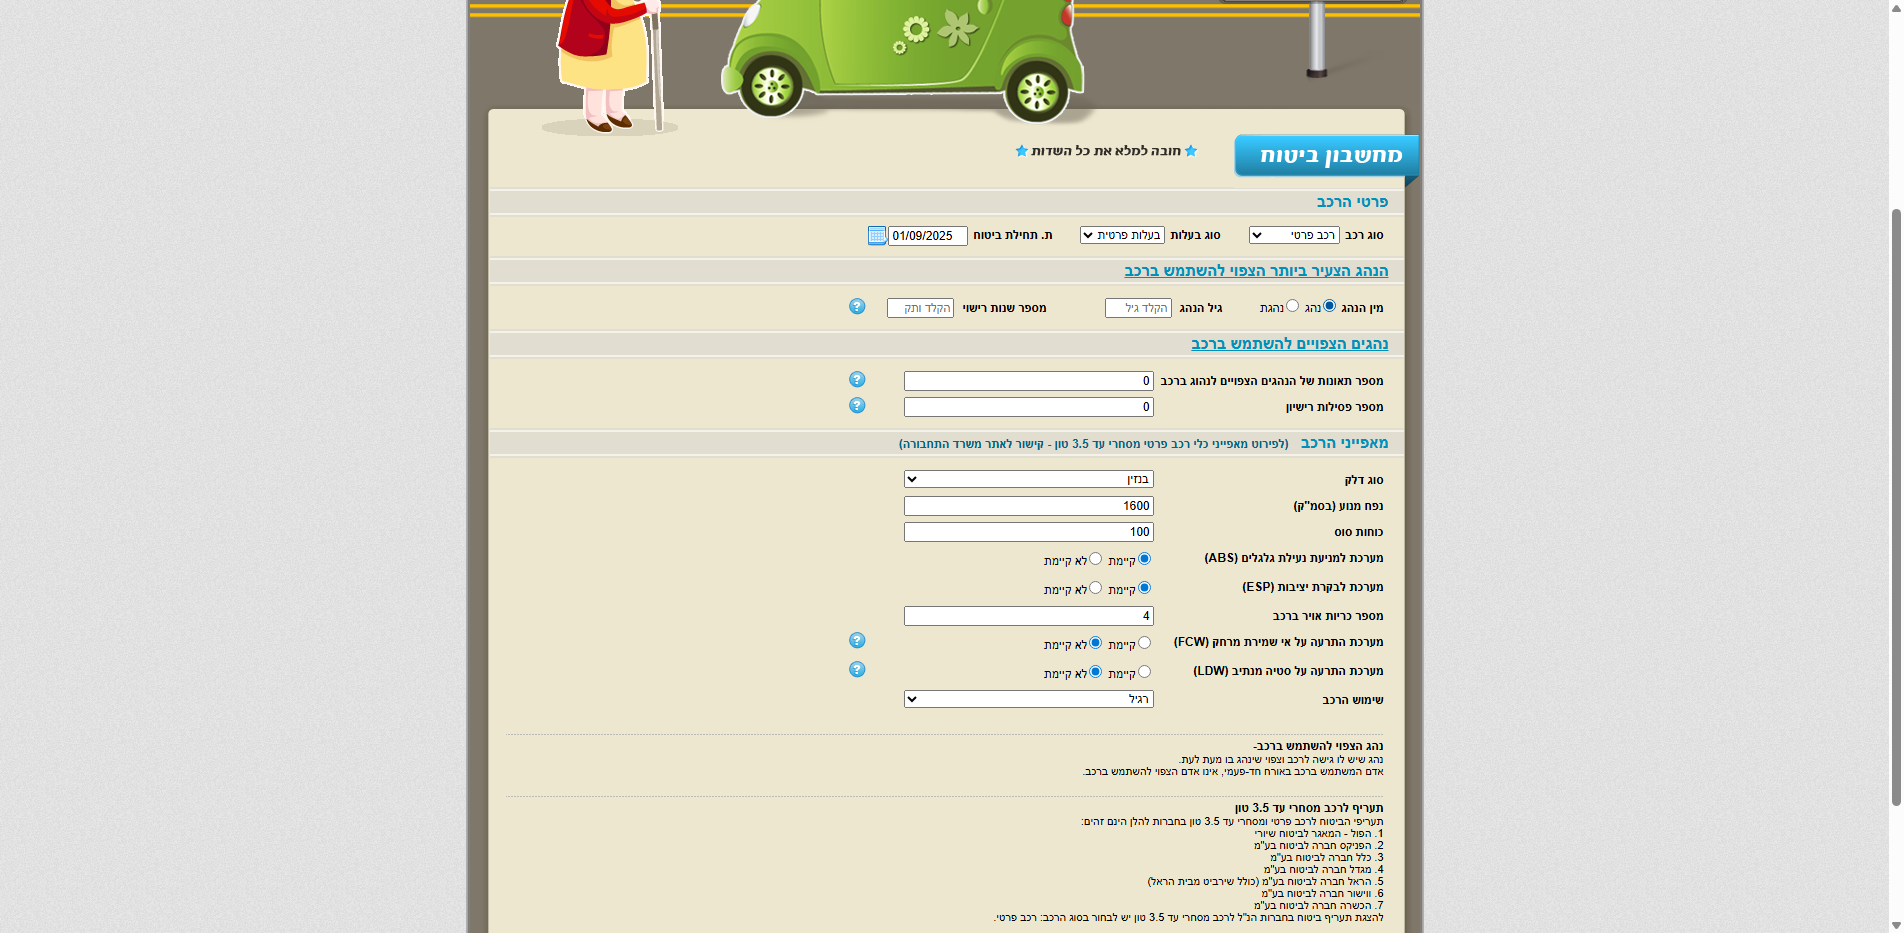 מחשבון ביטוח
חובה למלא את כל השדות
פרטי הרכב
סוג רכב רכב פרטי סוג בעלות בעלות פרטית ת. תחילת ביטוח 01/09/2025
הנהג הצעיר ביותר הצפוי להשתמש ברכב
מין הנהג נהג נהגת גיל הנהג הקלד גיל מספר שנות רישוי הקלד ותק ?
נהגים הצפויים להשתמש ברכב
מספר תאונות של הנהגים הצפויים לנהוג ברכב 0 ?
מספר פסילות רישיון 0 ?
מאפייני הרכב (לפירוט מאפייני כלי רכב פרטי מסחרי עד 3.5 טון - קישור לאתר משרד התחבורה)
סוג דלק בנזין
נפח מנוע (בסמ"ק) 1600
כוחות סוס 100
מערכת למניעת נעילת גלגלים (ABS) קיימת לא קיימת
מערכת לבקרת יציבות (ESP) קיימת לא קיימת
מספר כריות אויר ברכב 4
מערכת התרעה על אי שמירת מרחק (FCW) קיימת לא קיימת ?
מערכת התרעה על סטיה מנתיב (LDW) קיימת לא קיימת ?
שימוש הרכב רגיל
נהג הצפוי להשתמש ברכב-
נהג שיש לו גישה לרכב וצפוי שינהג בו מעת לעת.
אדם המשתמש ברכב באורח חד-פעמי, אינו אדם הצפוי להשתמש ברכב.
תעריף לרכב מסחרי עד 3.5 טון
תעריפי הביטוח לרכב פרטי ומסחרי עד 3.5 טון בחברות להלן הינם זהים:
1. הפול - המאגר לביטוח שיורי
2. הפניקס חברה לביטוח בע"מ
3. כלל חברה לביטוח בע"מ
4. מגדל חברה לביטוח בע"מ
5. הראל חברה לביטוח בע"מ (כולל שירביט מבית הראל)
6. ווישור חברה לביטוח בע"מ
7. הכשרה חברה לביטוח בע"מ
להצגת תעריף ביטוח בחברות הנ"ל לרכב מסחרי עד 3.5 טון יש לבחור בסוג הרכב: רכב פרטי.